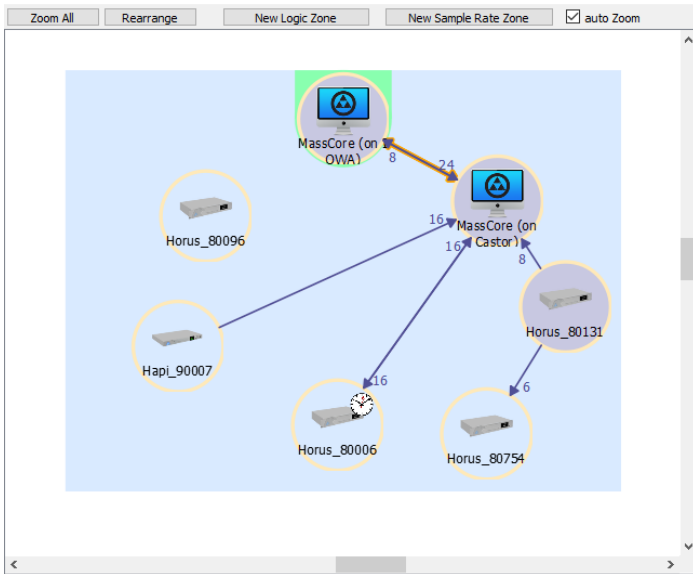 Zoom All
Rearrange
New Logic Zone
New Sample Rate Zone
auto Zoom
MassCore (on
OWA)
8
24
MassCore (on
Castor)
16
16
8
Horus_80096
Horus_80131
Hapi_90007
16
6
Horus_80006
Horus_80754